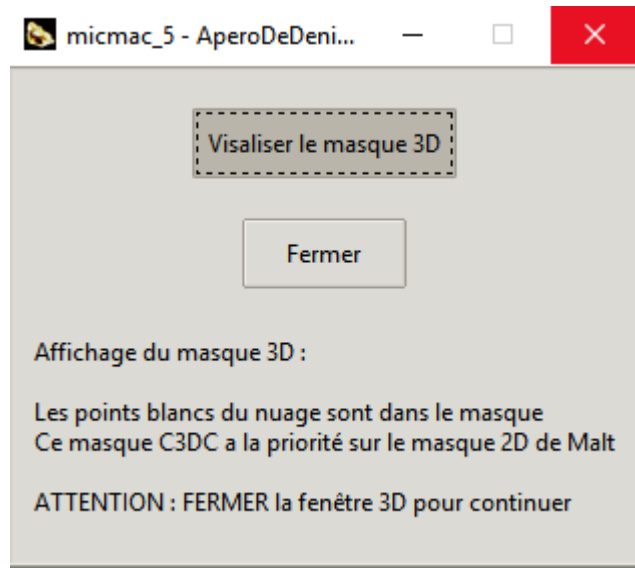 micmac_5 - AperoDeDeni...
Visaliser le masque 3D
Fermer
Affichage du masque 3D :
Les points blancs du nuage sont dans le masque
Ce masque C3DC a la priorité sur le masque 2D de Malt
ATTENTION : FERMER la fenêtre 3D pour continuer